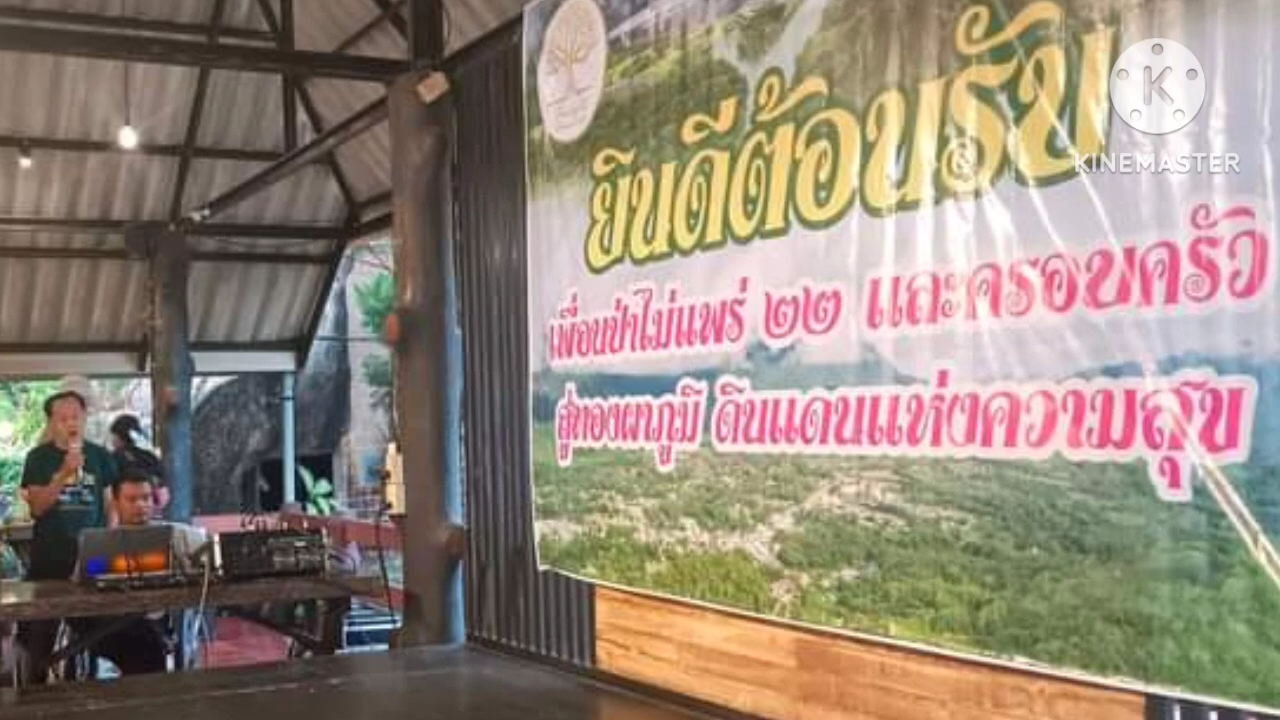 ยินดีต้อนรับ
เพื่อนป่าไม้แพร่ ๒๒ และครอบครัว
สู่ทองผาภูมิ ดินแดนแห่งความสุข
K
KINEMASTER